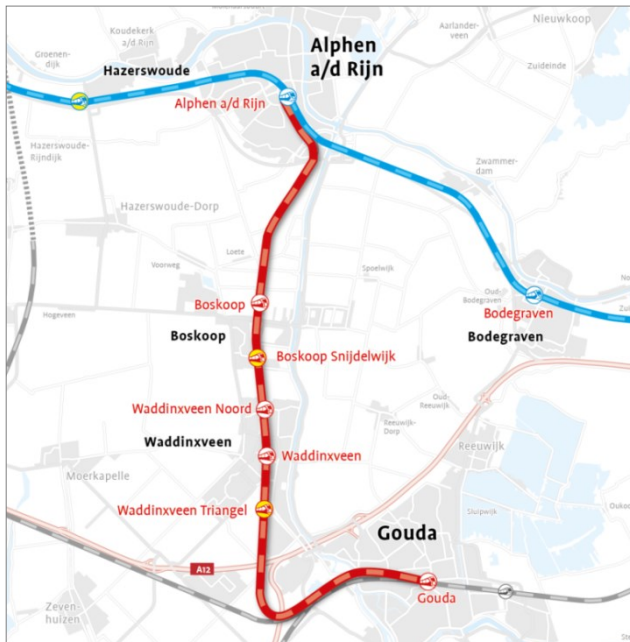 Nieuwkoop
Koudekerk
a/d Rijn
Aarlander-
veen
Groenen-
dijk
Alphen
a/d Rijn
Zuideinde
Hazerswoude
Alphen a/d Rijn
Hazerswoude-
Rijndijk
Zwammer-
dam
Hazerswoude-Dorp
Loete
Voorweg
Spoelwijk
Oud-
Bodegraven
Boskoop
Hogeveen
Bodegraven
Boskoop
Bodegraven
Boskoop Snijdelwijk
Oud-
Reeuwijk
Waddinxveen Noord
Reeuwijk-
Dorp
Waddinxveen
Reeuwijk
Waddinxveen
Moerkapelle
Waddinxveen Triangel
Sluipwijk
Gouda
A12
Gouda
Zeven-
huizen